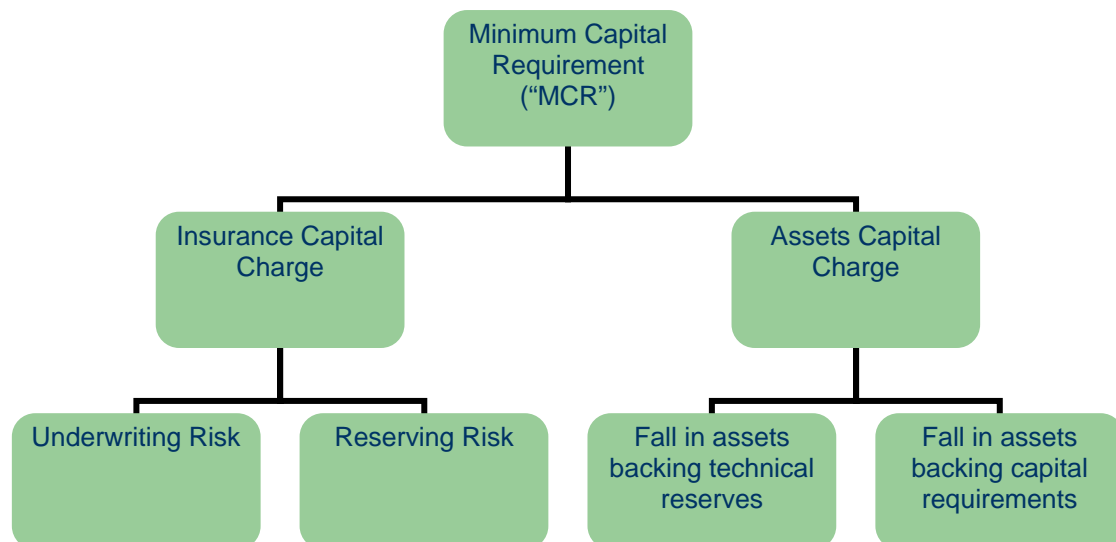 Minimum Capital
Requirement
(“MCR”)
Insurance Capital
Charge
Assets Capital
Charge
Underwriting Risk
Reserving Risk
Fall in assets
backing technical
reserves
Fall in assets
backing capital
requirements